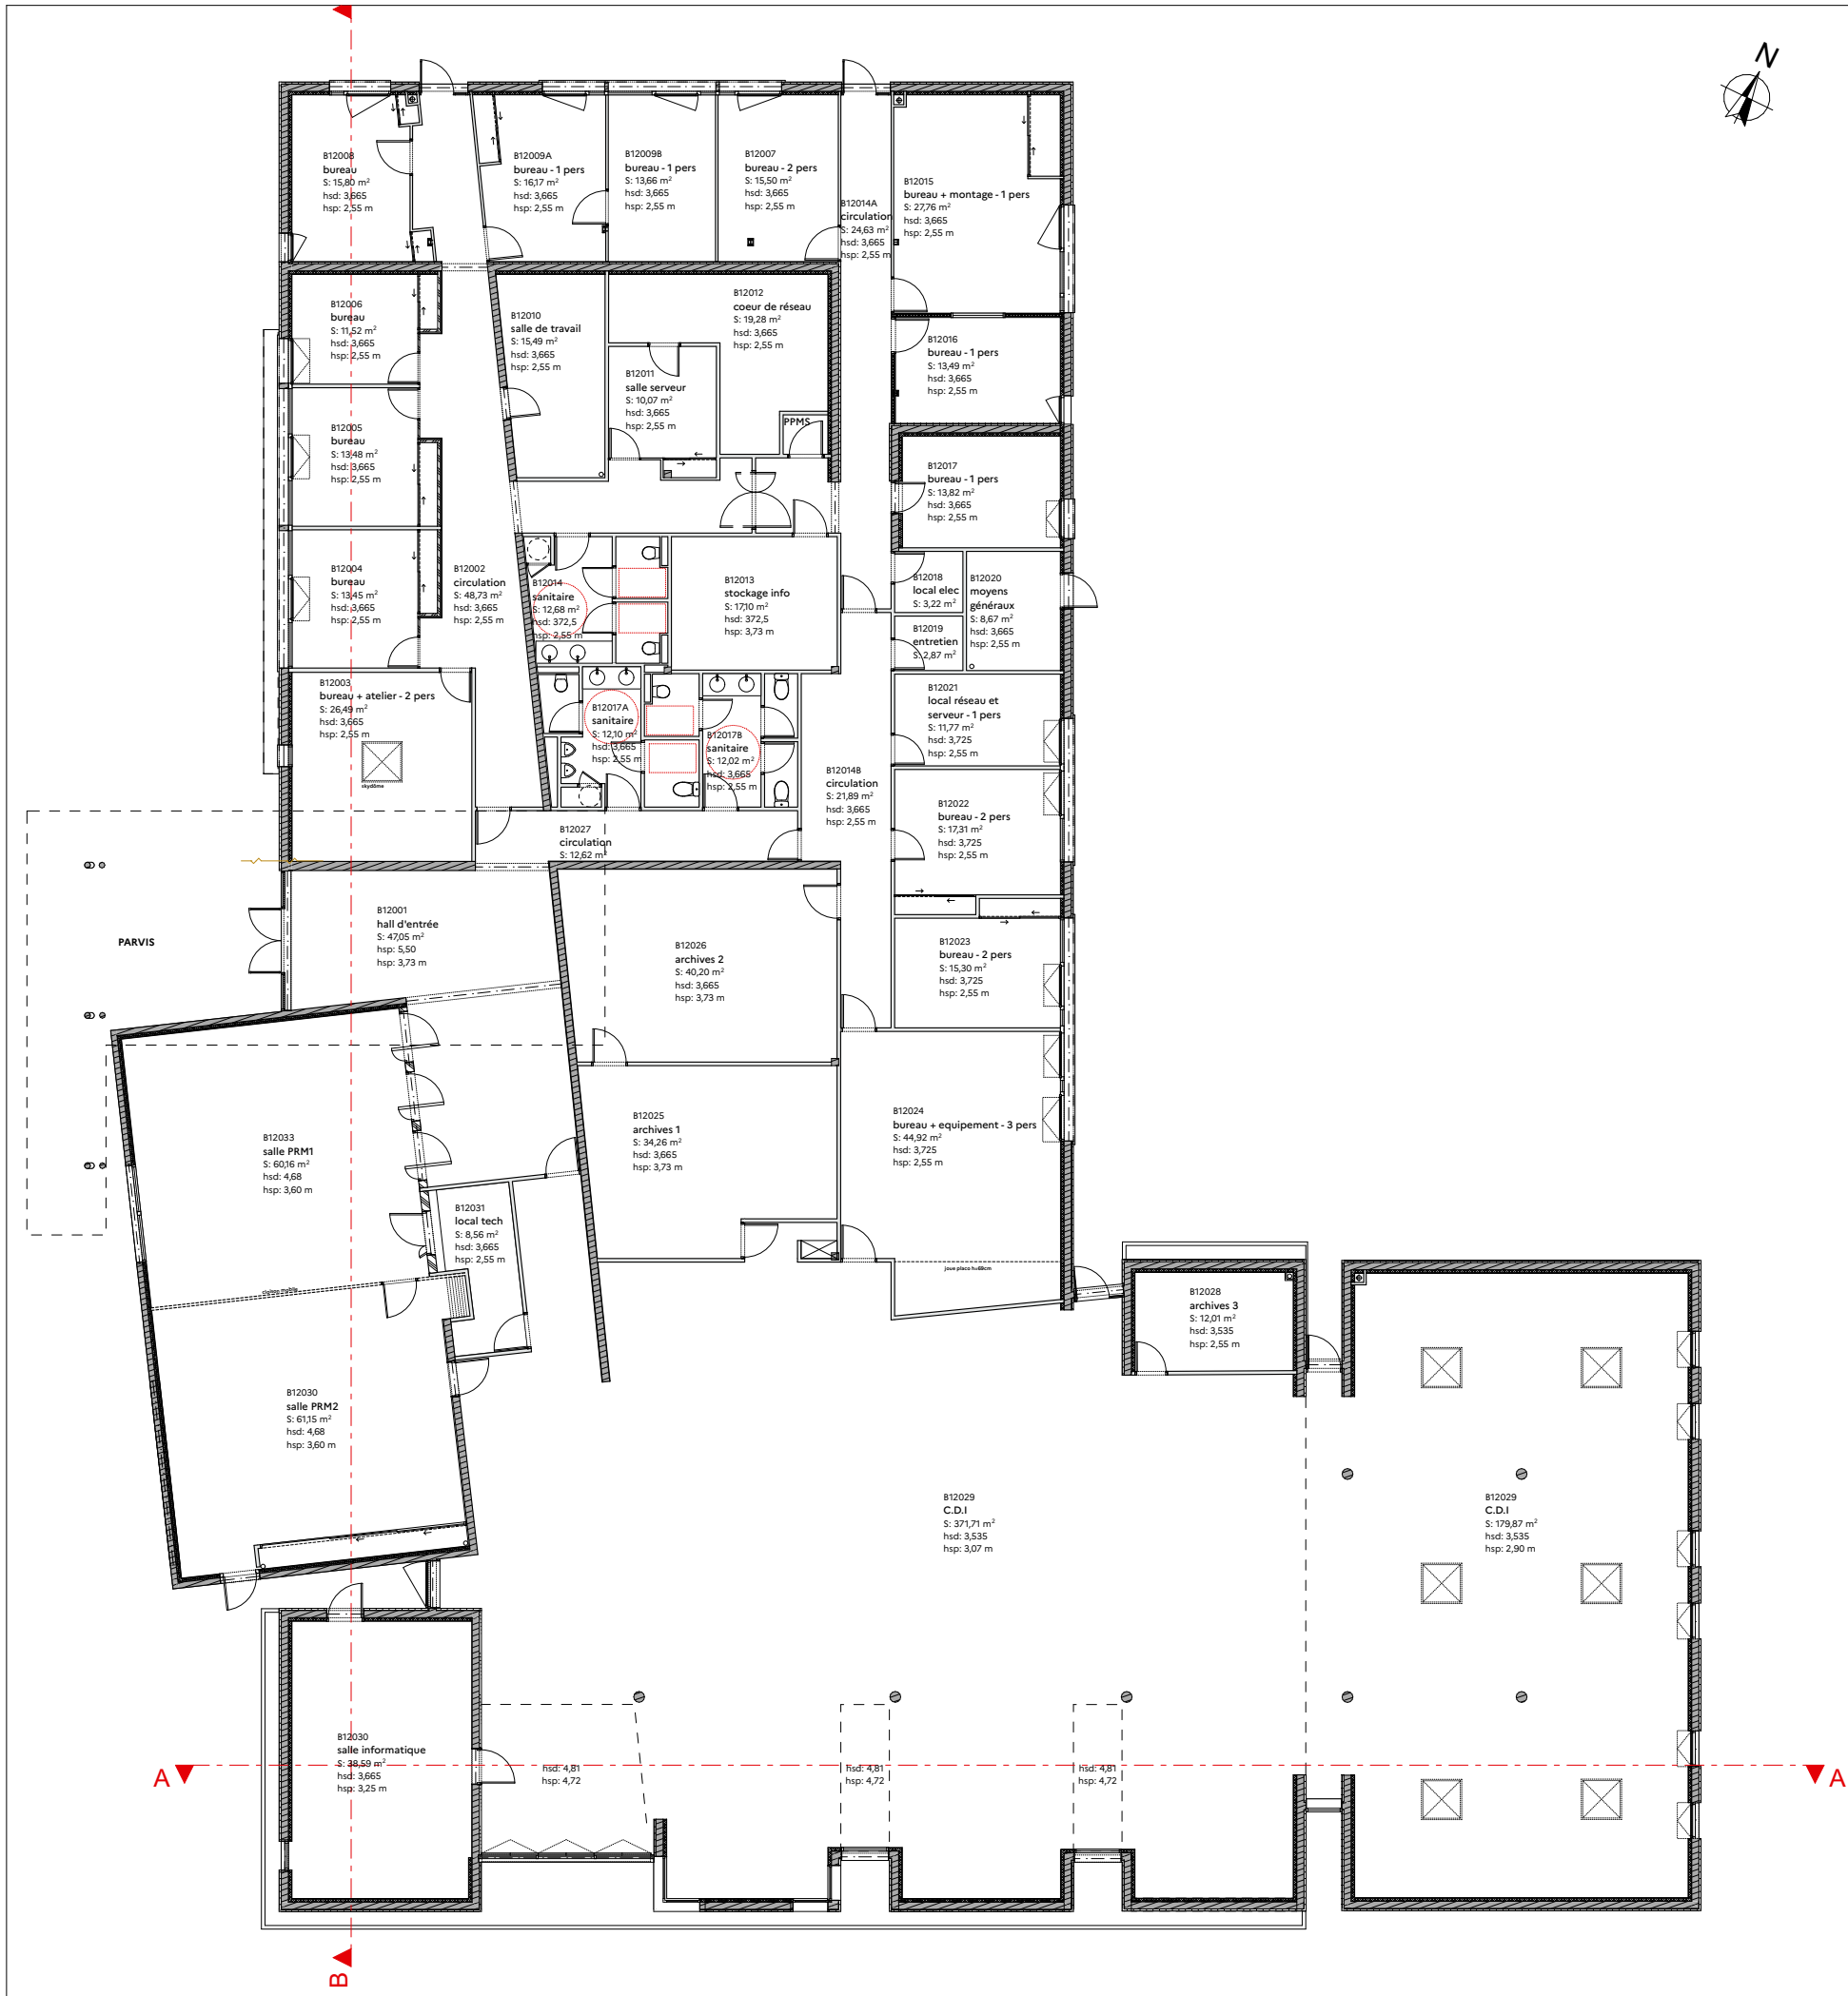 N
B12008
bureau
S: 15,80 m²
hsd: 3,665
hsp: 2,55 m
B12009A
bureau - 1 pers
S: 16,17 m²
hsd: 3,665
hsp: 2,55 m
B12009B
bureau - 1 pers
S: 13,66 m²
hsd: 3,665
hsp: 2,55 m
B12007
bureau - 2 pers
S: 15,50 m²
hsd: 3,665
hsp: 2,55 m
B12014A
circulation
S: 24,63 m²
hsd: 3,665
hsp: 2,55 m
B12015
bureau + montage - 1 pers
S: 27,76 m²
hsd: 3,665
hsp: 2,55 m
B12006
bureau
S: 11,52 m²
hsd: 3,665
hsp: 2,55 m
B12010
salle de travail
S: 15,49 m²
hsd: 3,665
hsp: 2,55 m
B12012
coeur de réseau
S: 19,28 m²
hsd: 3,665
hsp: 2,55 m
B12011
salle serveur
S: 10,07 m²
hsd: 3,665
hsp: 2,55 m
PPMS
B12016
bureau - 1 pers
S: 13,49 m²
hsd: 3,665
hsp: 2,55 m
B12005
bureau
S: 13,48 m²
hsd: 3,665
hsp: 2,55 m
B12017
bureau - 1 pers
S: 13,82 m²
hsd: 3,665
hsp: 2,55 m
B12004
bureau
S: 13,45 m²
hsd: 3,665
hsp: 2,55 m
B12002
circulation
S: 48,73 m²
hsd: 3,665
hsp: 2,55 m
B12014
sanitaire
S: 12,68 m²
hsd: 372,5
hsp: 2,55 m
B12013
stockage info
S: 17,10 m²
hsd: 372,5
hsp: 3,73 m
B12018
local elec
S: 3,22 m²
B12020
moyens
généraux
S: 8,67 m²
hsd: 3,665
hsp: 2,55 m
B12019
entretien
S: 2,87 m²
B12003
bureau + atelier - 2 pers
S: 26,49 m²
hsd: 3,665
hsp: 2,55 m
skydôme
B12017A
sanitaire
S: 12,10 m²
hsd: 3,665
hsp: 2,55 m
B12017B
sanitaire
S: 12,02 m²
hsd: 3,665
hsp: 2,55 m
B12021
local réseau et
serveur - 1 pers
S: 11,77 m²
hsd: 3,725
hsp: 2,55 m
B12014B
circulation
S: 21,89 m²
hsd: 3,665
hsp: 2,55 m
B12022
bureau - 2 pers
S: 17,31 m²
hsd: 3,725
hsp: 2,55 m
B12027
circulation
S: 12,62 m²
PARVIS
B12001
hall d'entrée
S: 47,05 m²
hsp: 5,50
hsp: 3,73 m
B12026
archives 2
S: 40,20 m²
hsd: 3,665
hsp: 3,73 m
B12023
bureau - 2 pers
S: 15,30 m²
hsd: 3,725
hsp: 2,55 m
B12033
salle PRM1
S: 60,16 m²
hsd: 4,68
hsp: 3,60 m
B12025
archives 1
S: 34,26 m²
hsd: 3,665
hsp: 3,73 m
B12024
bureau + equipement - 3 pers
S: 44,92 m²
hsd: 3,725
hsp: 2,55 m
joue placo h=69cm
B12031
local tech
S: 8,56 m²
hsd: 3,665
hsp: 2,55 m
cloison mobile
B12028
archives 3
S: 12,01 m²
hsd: 3,535
hsp: 2,55 m
B12030
salle PRM2
S: 61,15 m²
hsd: 4,68
hsp: 3,60 m
B12029
C.D.I
S: 371,71 m²
hsd: 3,535
hsp: 3,07 m
B12029
C.D.I
S: 179,87 m²
hsd: 3,535
hsp: 2,90 m
B12030
salle informatique
S: 38,59 m²
hsd: 3,665
hsp: 3,25 m
hsd: 4,81
hsp: 4,72
hsd: 4,81
hsp: 4,72
hsd: 4,81
hsp: 4,72
A
A
B